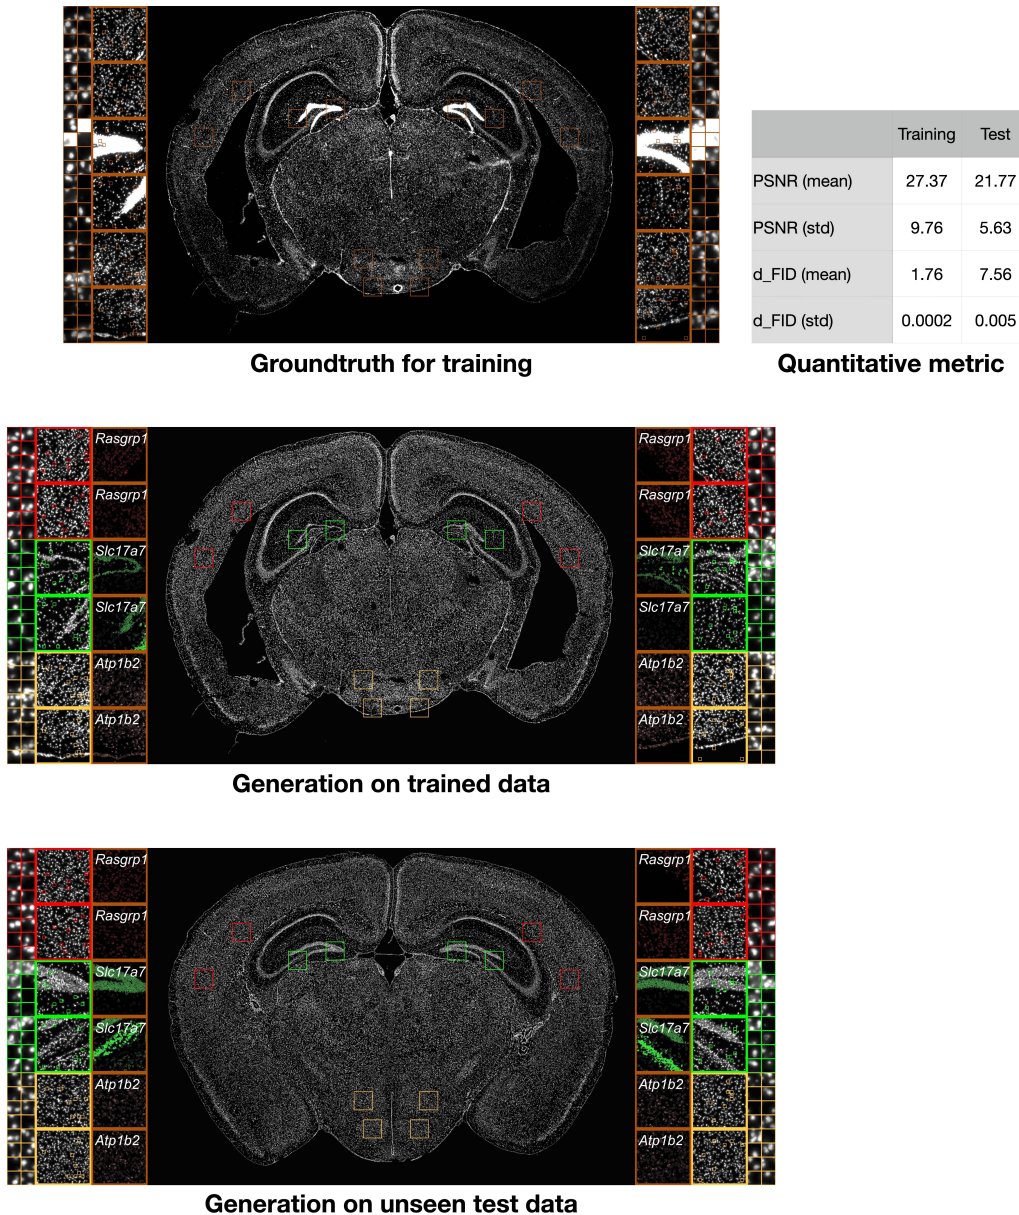 Training Test
PSNR (mean) 27.37 21.77
PSNR (std) 9.76 5.63
d_FID (mean) 1.76 7.56
d_FID (std) 0.0002 0.005
Groundtruth for training
Quantitative metric
Rasgrp1
Rasgrp1
Slc17a7
Slc17a7
Atp1b2
Atp1b2
Rasgrp1
Rasgrp1
Slc17a7
Slc17a7
Atp1b2
Atp1b2
Generation on trained data
Rasgrp1
Rasgrp1
Slc17a7
Slc17a7
Atp1b2
Atp1b2
Rasgrp1
Rasgrp1
Slc17a7
Slc17a7
Atp1b2
Atp1b2
Generation on unseen test data